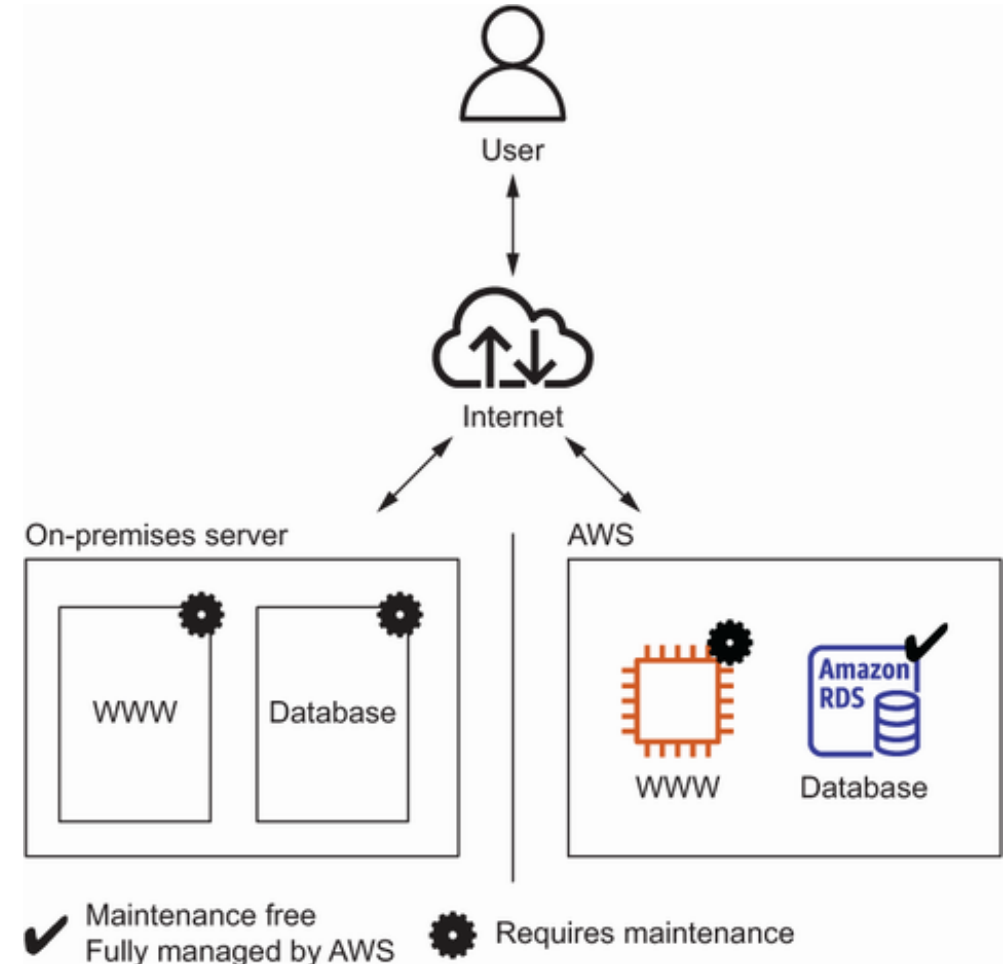 User
Internet
On-premises server
AWS
WWW
Database
Amazon
RDS
WWW
Database
Maintenance free
Fully managed by AWS
Requires maintenance